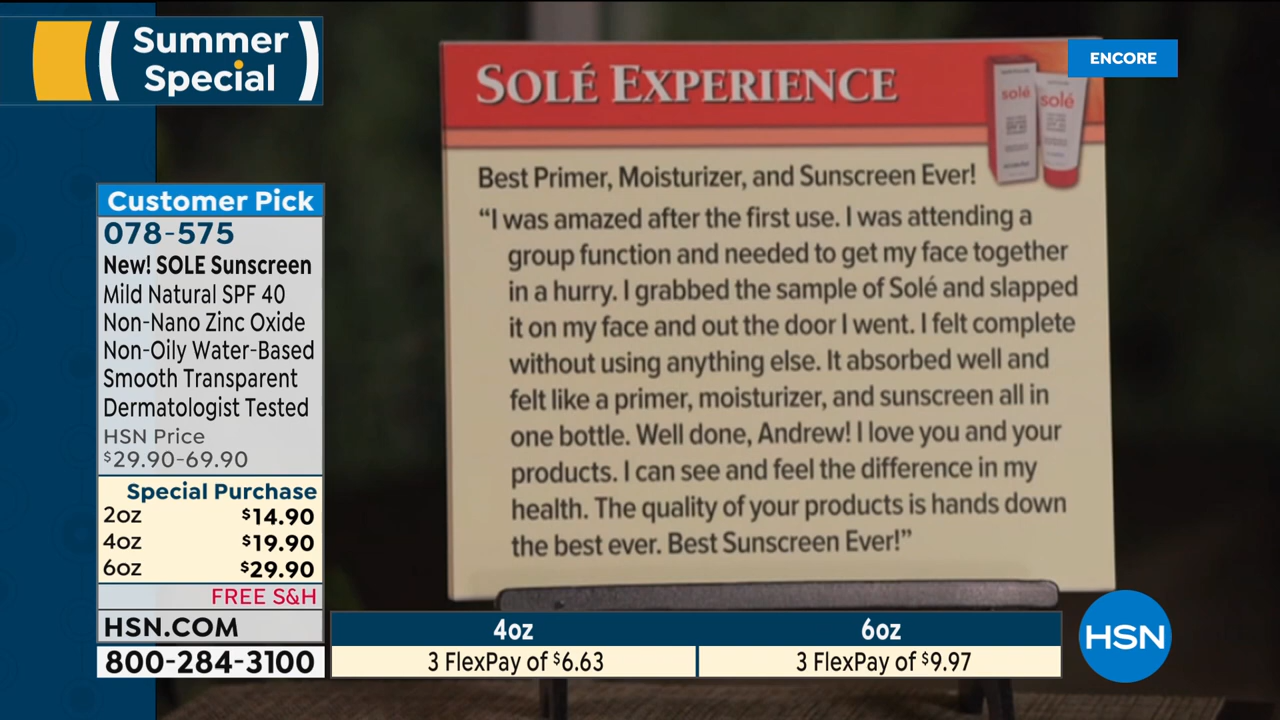 Summer
Special
ENCORE
SOLÉ EXPERIENCE
solé
solé
Best Primer, Moisturizer, and Sunscreen Ever!
“I was amazed after the first use. I was attending a
group function and needed to get my face together
in a hurry. I grabbed the sample of Solé and slapped
it on my face and out the door I went. I felt complete
without using anything else. It absorbed well and
felt like a primer, moisturizer, and sunscreen all in
one bottle. Well done, Andrew! I love you and your
products. I can see and feel the difference in my
health. The quality of your products is hands down
the best ever. Best Sunscreen Ever!”
Customer Pick
078-575
New! SOLE Sunscreen
Mild Natural SPF 40
Non-Nano Zinc Oxide
Non-Oily Water-Based
Smooth Transparent
Dermatologist Tested
HSN Price
$29.90-69.90
Special Purchase
2oz $14.90
4oz $19.90
6oz $29.90
FREE S&H
HSN.COM
800-284-3100
4oz 6oz
3 FlexPay of $6.63 3 FlexPay of $9.97
HSN